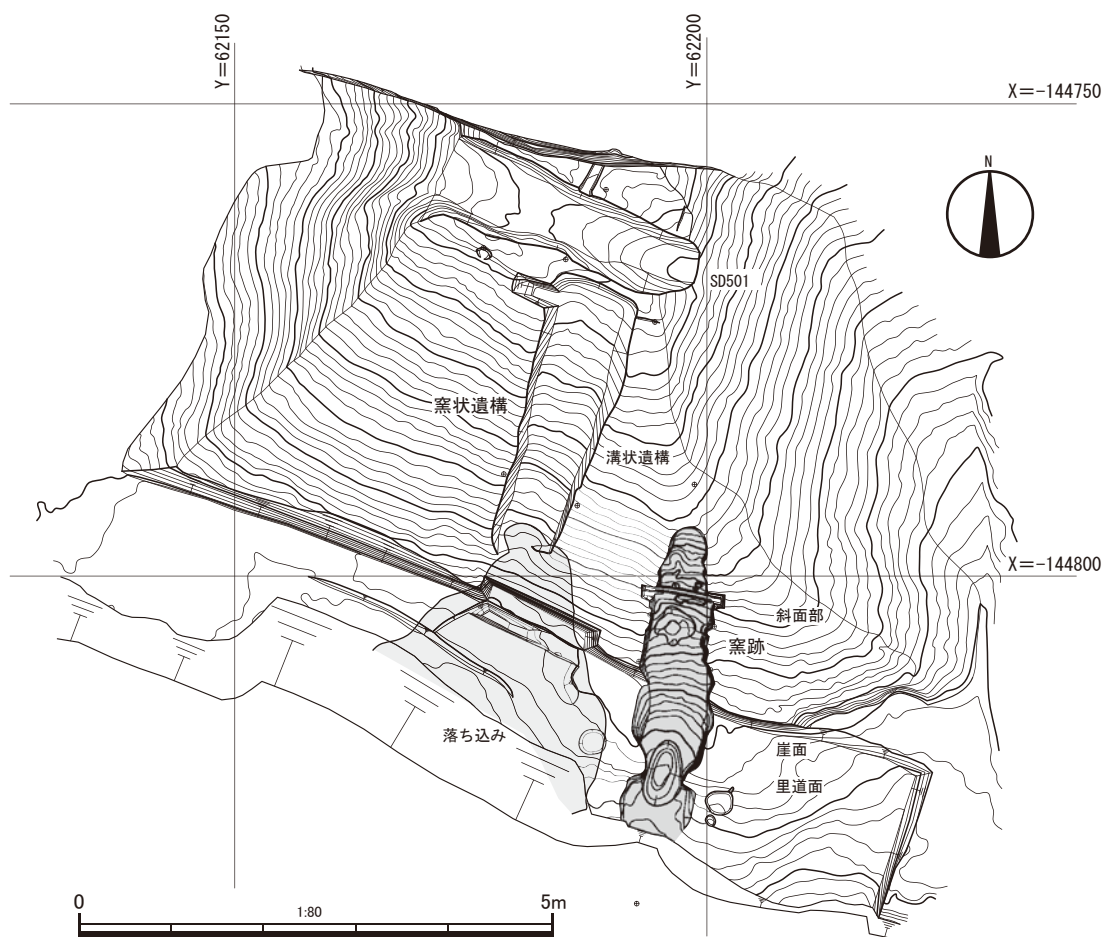 Y=62150
Y=62200
X=-144750
N
SD501
窯状遺構
溝状遺構
X=-144800
斜面部
窯跡
落ち込み
崖面
里道面
0
1:80
5m